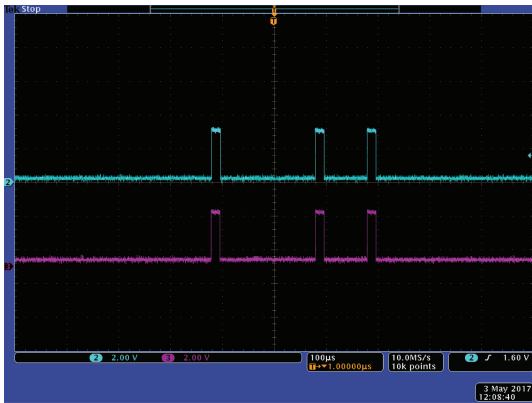 Tek Stop
T
2
3
2 2.00 V 3 2.00 V
100µs 10.0MS/s 2 ∫ 1.60 V
T→▼1.00000µs 10k points
3 May 2017
12:08:40